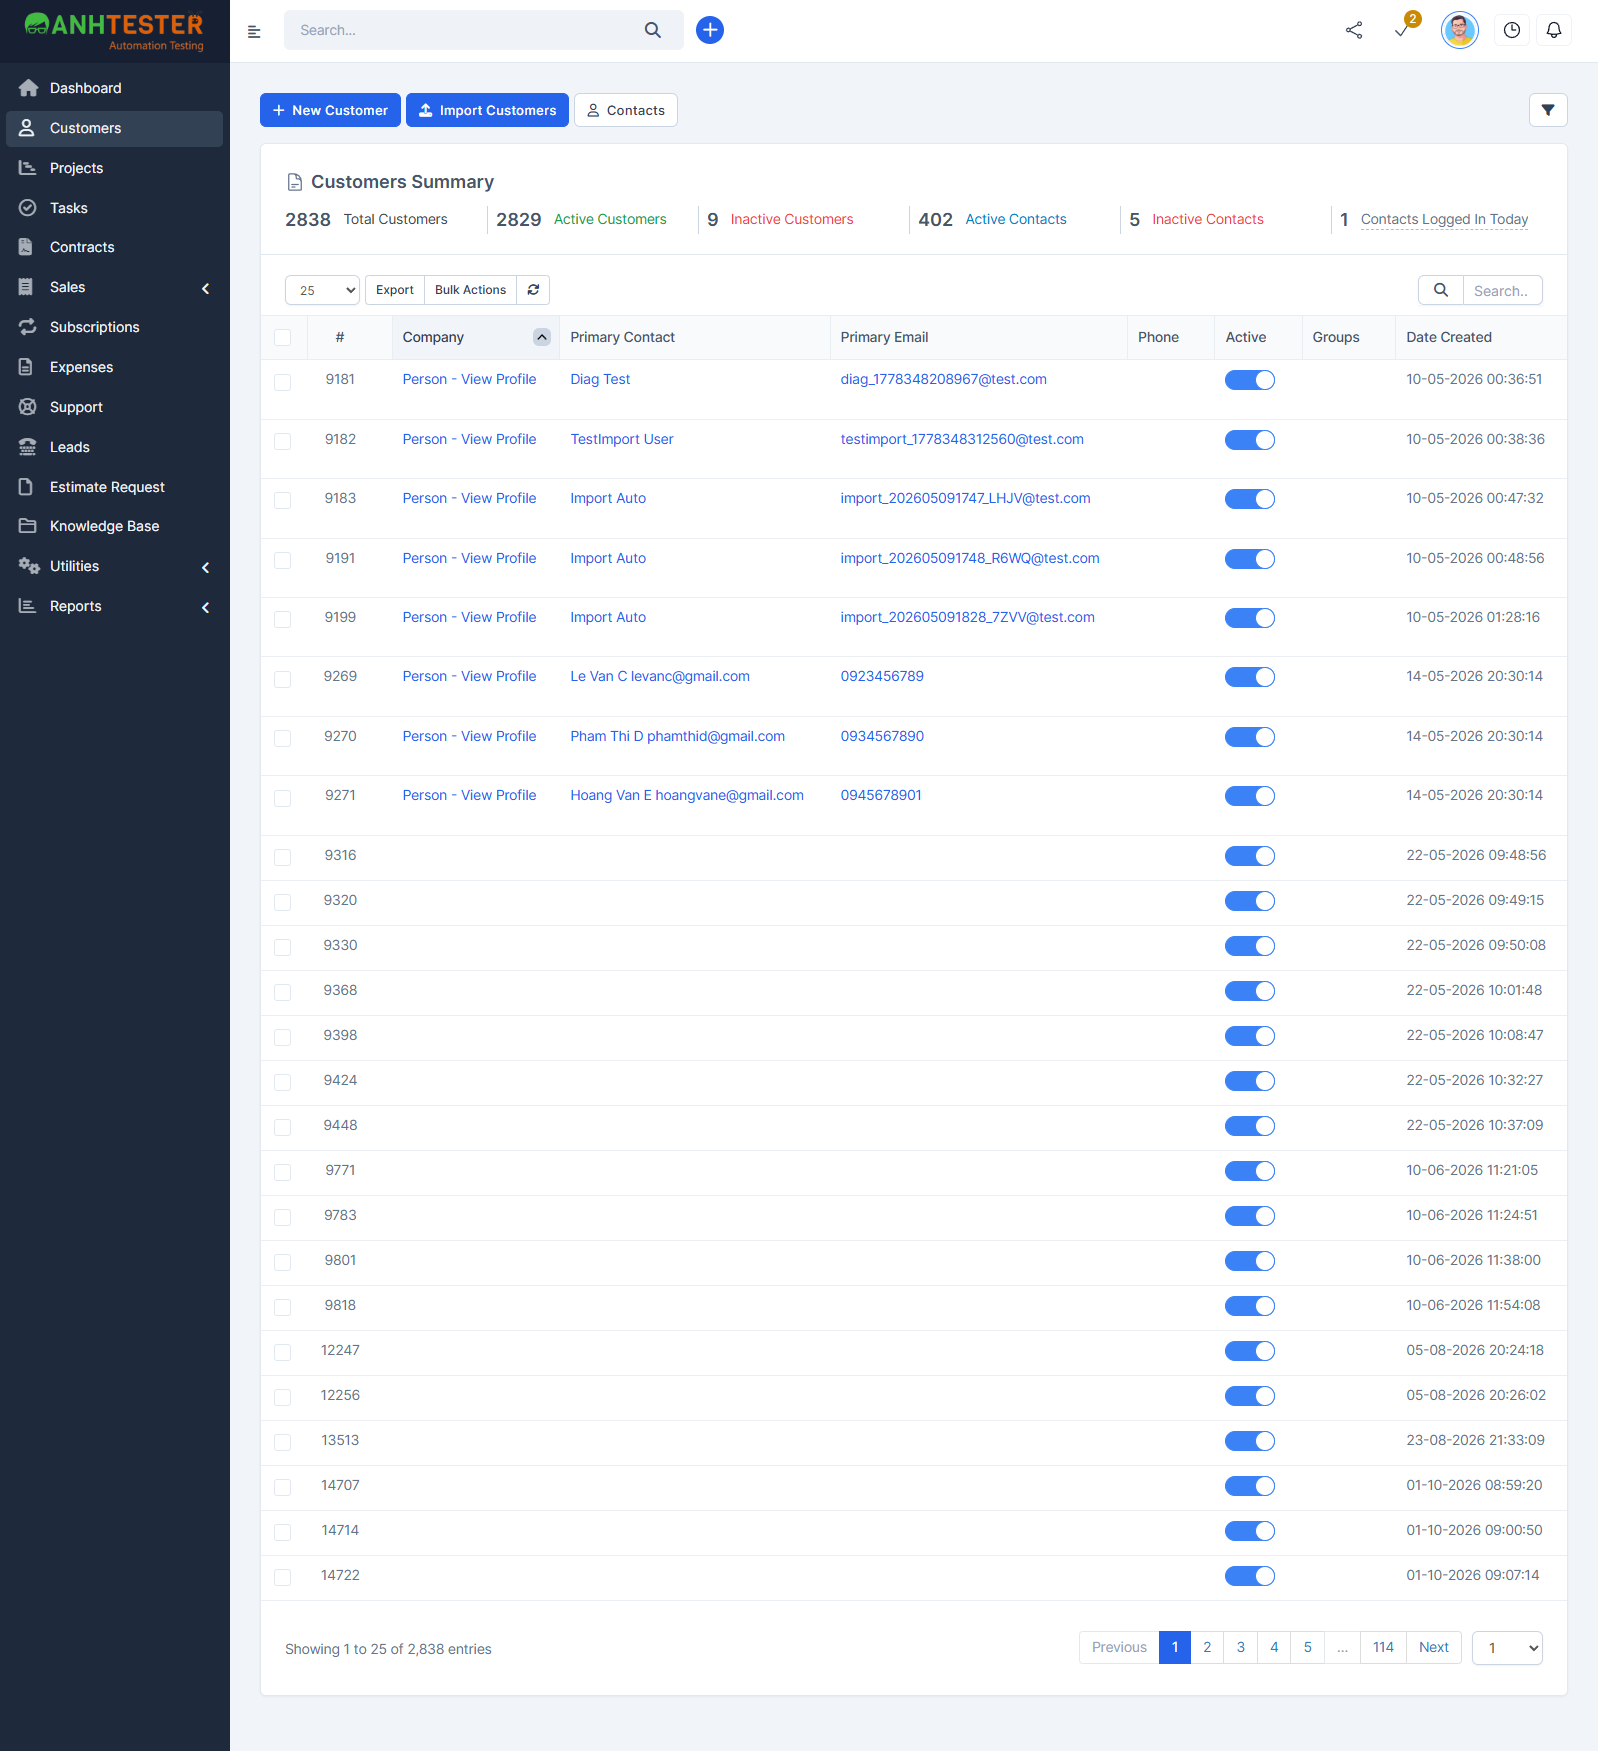 ANHTESTER
Automation Testing
Search...
2
Dashboard
Customers
Projects
Tasks
Contracts
Sales
Subscriptions
Expenses
Support
Leads
Estimate Request
Knowledge Base
Utilities
Reports
New Customer
Import Customers
Contacts
Customers Summary
2838 Total Customers
2829 Active Customers
9 Inactive Customers
402 Active Contacts
5 Inactive Contacts
1 Contacts Logged In Today
25 Export Bulk Actions Search..
# Company Primary Contact Primary Email Phone Active Groups Date Created
9181 Person - View Profile Diag Test diag_1778348208967@test.com 10-05-2026 00:36:51
9182 Person - View Profile TestImport User testimport_1778348312560@test.com 10-05-2026 00:38:36
9183 Person - View Profile Import Auto import_202605091747_LHJV@test.com 10-05-2026 00:47:32
9191 Person - View Profile Import Auto import_202605091748_R6WQ@test.com 10-05-2026 00:48:56
9199 Person - View Profile Import Auto import_202605091828_7ZVV@test.com 10-05-2026 01:28:16
9269 Person - View Profile Le Van C levanc@gmail.com 0923456789 14-05-2026 20:30:14
9270 Person - View Profile Pham Thi D phamthid@gmail.com 0934567890 14-05-2026 20:30:14
9271 Person - View Profile Hoang Van E hoangvane@gmail.com 0945678901 14-05-2026 20:30:14
9316 22-05-2026 09:48:56
9320 22-05-2026 09:49:15
9330 22-05-2026 09:50:08
9368 22-05-2026 10:01:48
9398 22-05-2026 10:08:47
9424 22-05-2026 10:32:27
9448 22-05-2026 10:37:09
9771 10-06-2026 11:21:05
9783 10-06-2026 11:24:51
9801 10-06-2026 11:38:00
9818 10-06-2026 11:54:08
12247 05-08-2026 20:24:18
12256 05-08-2026 20:26:02
13513 23-08-2026 21:33:09
14707 01-10-2026 08:59:20
14714 01-10-2026 09:00:50
14722 01-10-2026 09:07:14
Showing 1 to 25 of 2,838 entries
Previous 1 2 3 4 5 ... 114 Next 1